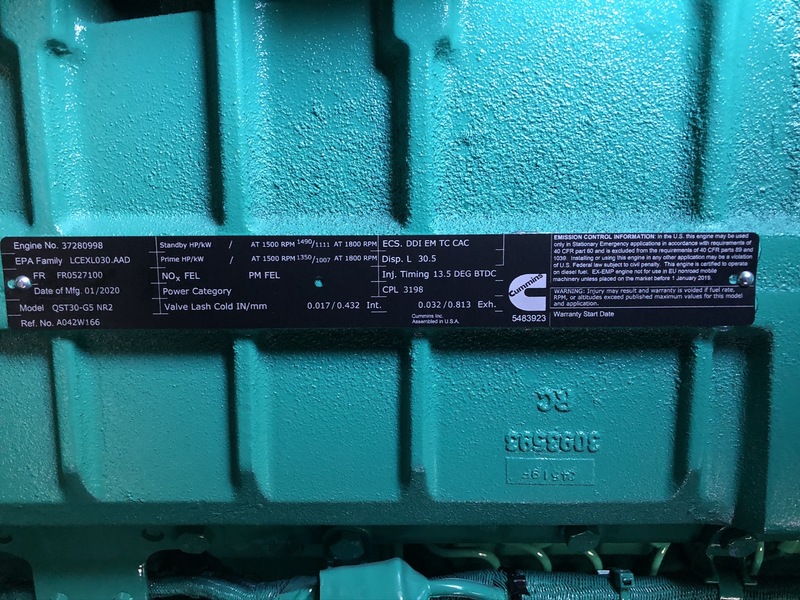 Engine No. 37280998
EPA Family LCEXL030.AAD
FR FR0527100
Date of Mfg. 01/2020
Model QST30-G5 NR2
Ref. No. A042W166
Standby HP/kW / AT 1500 RPM 1490/1111 AT 1800 RPM
Prime HP/kW / AT 1500 RPM 1350/1007 AT 1800 RPM
NOx FEL PM FEL
Power Category
Valve Lash Cold IN/mm 0.017/0.432 Int. 0.032/0.813 Exh.
ECS. DDI EM TC CAC
Disp. L 30.5
Inj. Timing 13.5 DEG BTDC
CPL 3198
Cummins Inc.
Assembled in U.S.A.
Cummins
5483923
EMISSION CONTROL INFORMATION: in the U.S. this engine may be used
only in Stationary Emergency applications in accordance with requirements of
40 CFR part 60 and is excluded from the requirements of 40 CFR parts 89 and
1039. Installing or using this engine in any other application may be a violation
of U.S. Federal law subject to civil penalty. This engine is certified to operate
on diesel fuel. EX-EMP engine not for use in EU nonroad mobile
machinery unless placed on the market before 1 January 2019.
WARNING: Injury may result and warranty is voided if fuel rate,
RPM, or altitudes exceed published maximum values for this model
and application.
Warranty Start Date
RC
3093593